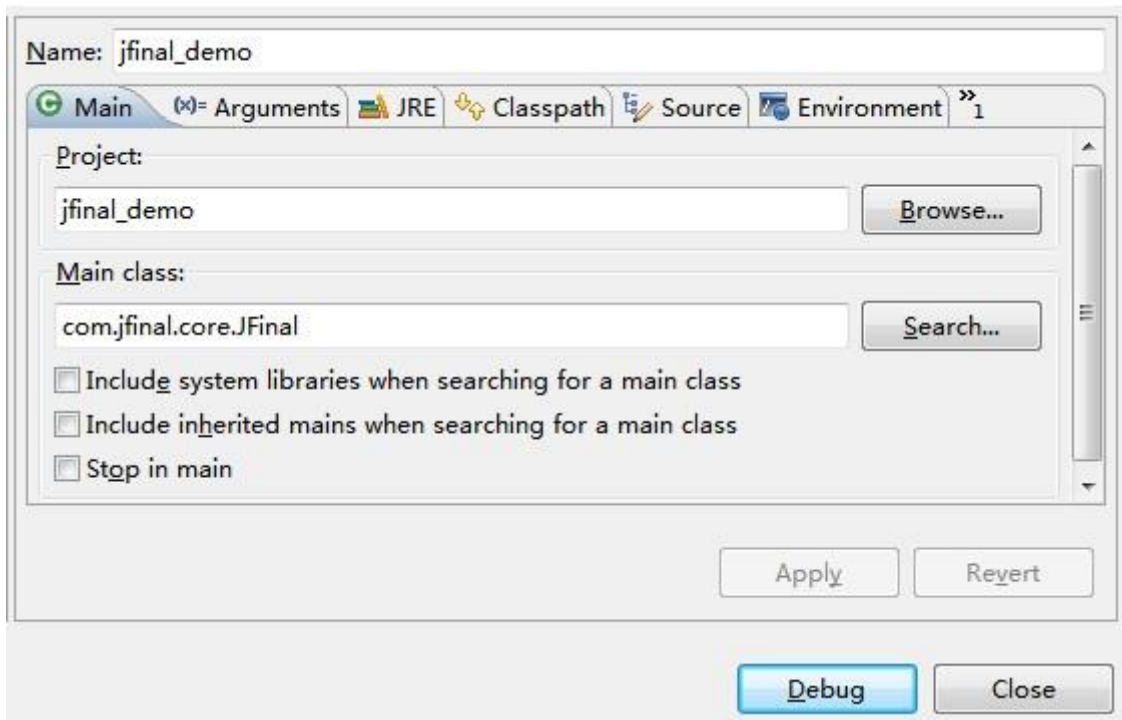 Name: jfinal_demo
Main (x)= Arguments JRE Classpath Source Environment »1
Project:
jfinal_demo Browse...
Main class:
com.jfinal.core.JFinal Search...
Include system libraries when searching for a main class
Include inherited mains when searching for a main class
Stop in main
Apply Revert
Debug Close